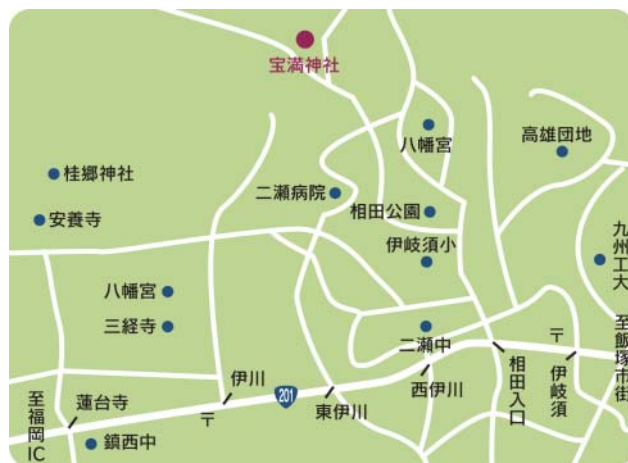 宝満神社
八幡宮
高雄団地
桂郷神社
二瀬病院
相田公園
安養寺
伊岐須小
九州工大
八幡宮
三経寺
二瀬中
〒
至飯塚市街
伊川
西伊川
相田入口
伊岐須
至福岡IC
蓮台寺
〒
201
東伊川
鎮西中